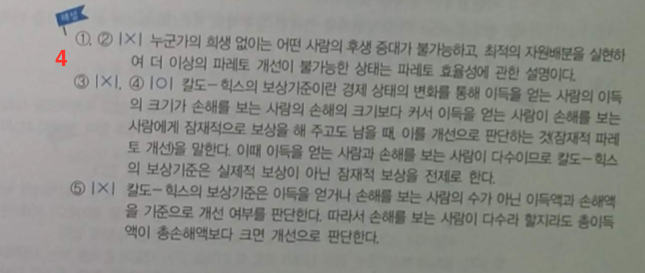 해설
4
①, ② |×| 누군가의 희생 없이는 어떤 사람의 후생 증대가 불가능하고, 최적의 자원배분을 실현하
여 더 이상의 파레토 개선이 불가능한 상태는 파레토 효율성에 관한 설명이다.
③ |×|, ④ |○| 칼도-힉스의 보상기준이란 경제 상태의 변화를 통해 이득을 얻는 사람의 이득
의 크기가 손해를 보는 사람의 손해의 크기보다 커서 이득을 얻는 사람이 손해를 보는
사람에게 잠재적으로 보상을 해 주고도 남을 때, 이를 개선으로 판단하는 것(잠재적 파레
토 개선)을 말한다. 이때 이득을 얻는 사람과 손해를 보는 사람이 다수이므로 칼도-힉스
의 보상기준은 실제적 보상이 아닌 잠재적 보상을 전제로 한다.
⑤ |×| 칼도-힉스의 보상기준은 이득을 얻거나 손해를 보는 사람의 수가 아닌 이득액과 손해액
을 기준으로 개선 여부를 판단한다. 따라서 손해를 보는 사람이 다수라 할지라도 총이득
액이 총손해액보다 크면 개선으로 판단한다.